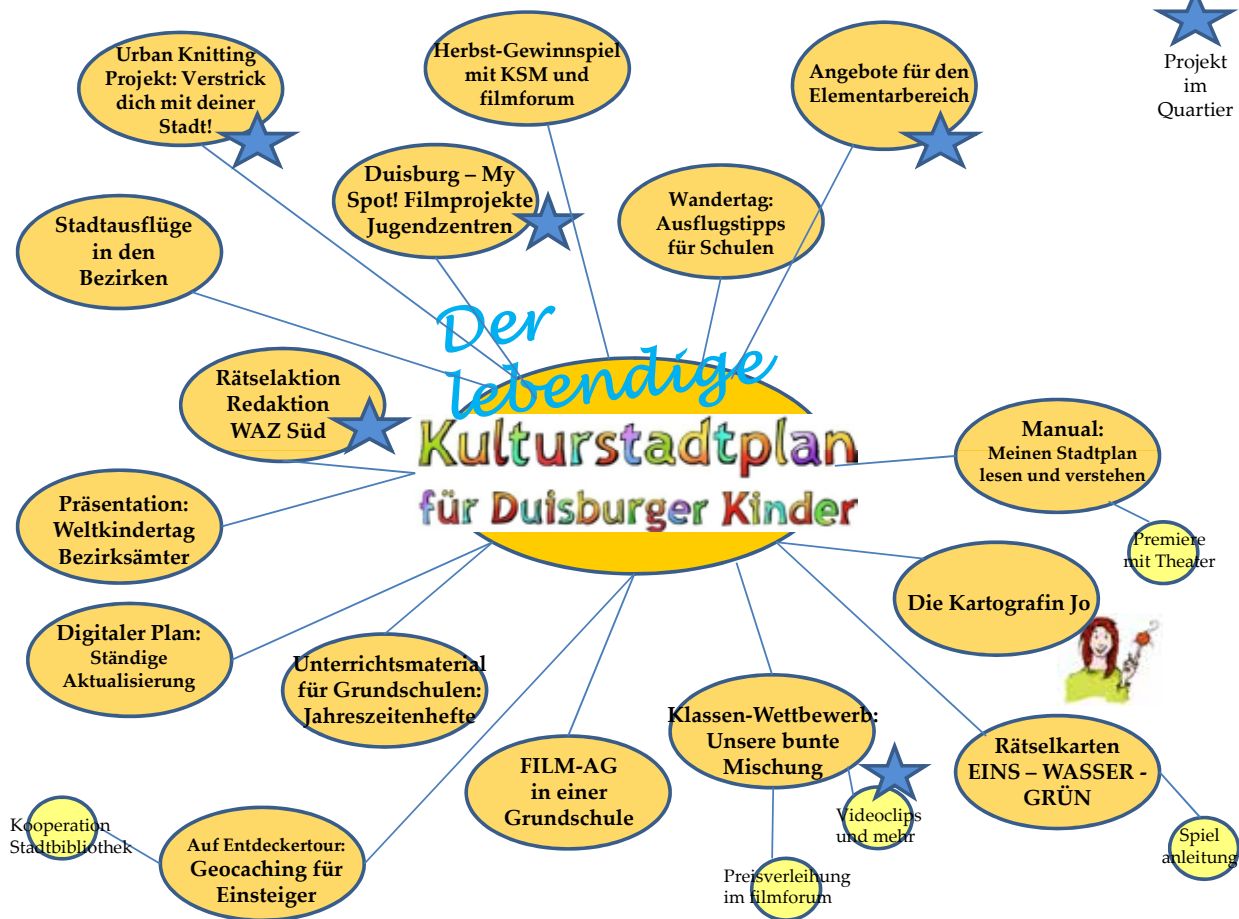 Urban Knitting
Projekt: Verstrick
dich mit deiner
Stadt!
Herbst-Gewinnspiel
mit KSM und
filmforum
Angebote für den
Elementarbereich
Projekt
im
Quartier
Duisburg – My
Spot! Filmprojekte
Jugendzentren
Wandertag:
Ausflugstipps
für Schulen
Stadtausflüge
in den
Bezirken
Der
lebendige
Kulturstadtplan
für Duisburger Kinder
Rätselaktion
Redaktion
WAZ Süd
Manual:
Meinen Stadtplan
lesen und verstehen
Präsentation:
Weltkindertag
Bezirksämter
Premiere
mit Theater
Die Kartografin Jo
Digitaler Plan:
Ständige
Aktualisierung
Unterrichtsmaterial
für Grundschulen:
Jahreszeitenhefte
Klassen-Wettbewerb:
Unsere bunte
Mischung
Rätselkarten
EINS – WASSER -
GRÜN
FILM-AG
in einer
Grundschule
Videoclips
und mehr
Spiel
anleitung
Kooperation
Stadtbibliothek
Auf Entdeckertour:
Geocaching für
Einsteiger
Preisverleihung
im filmforum